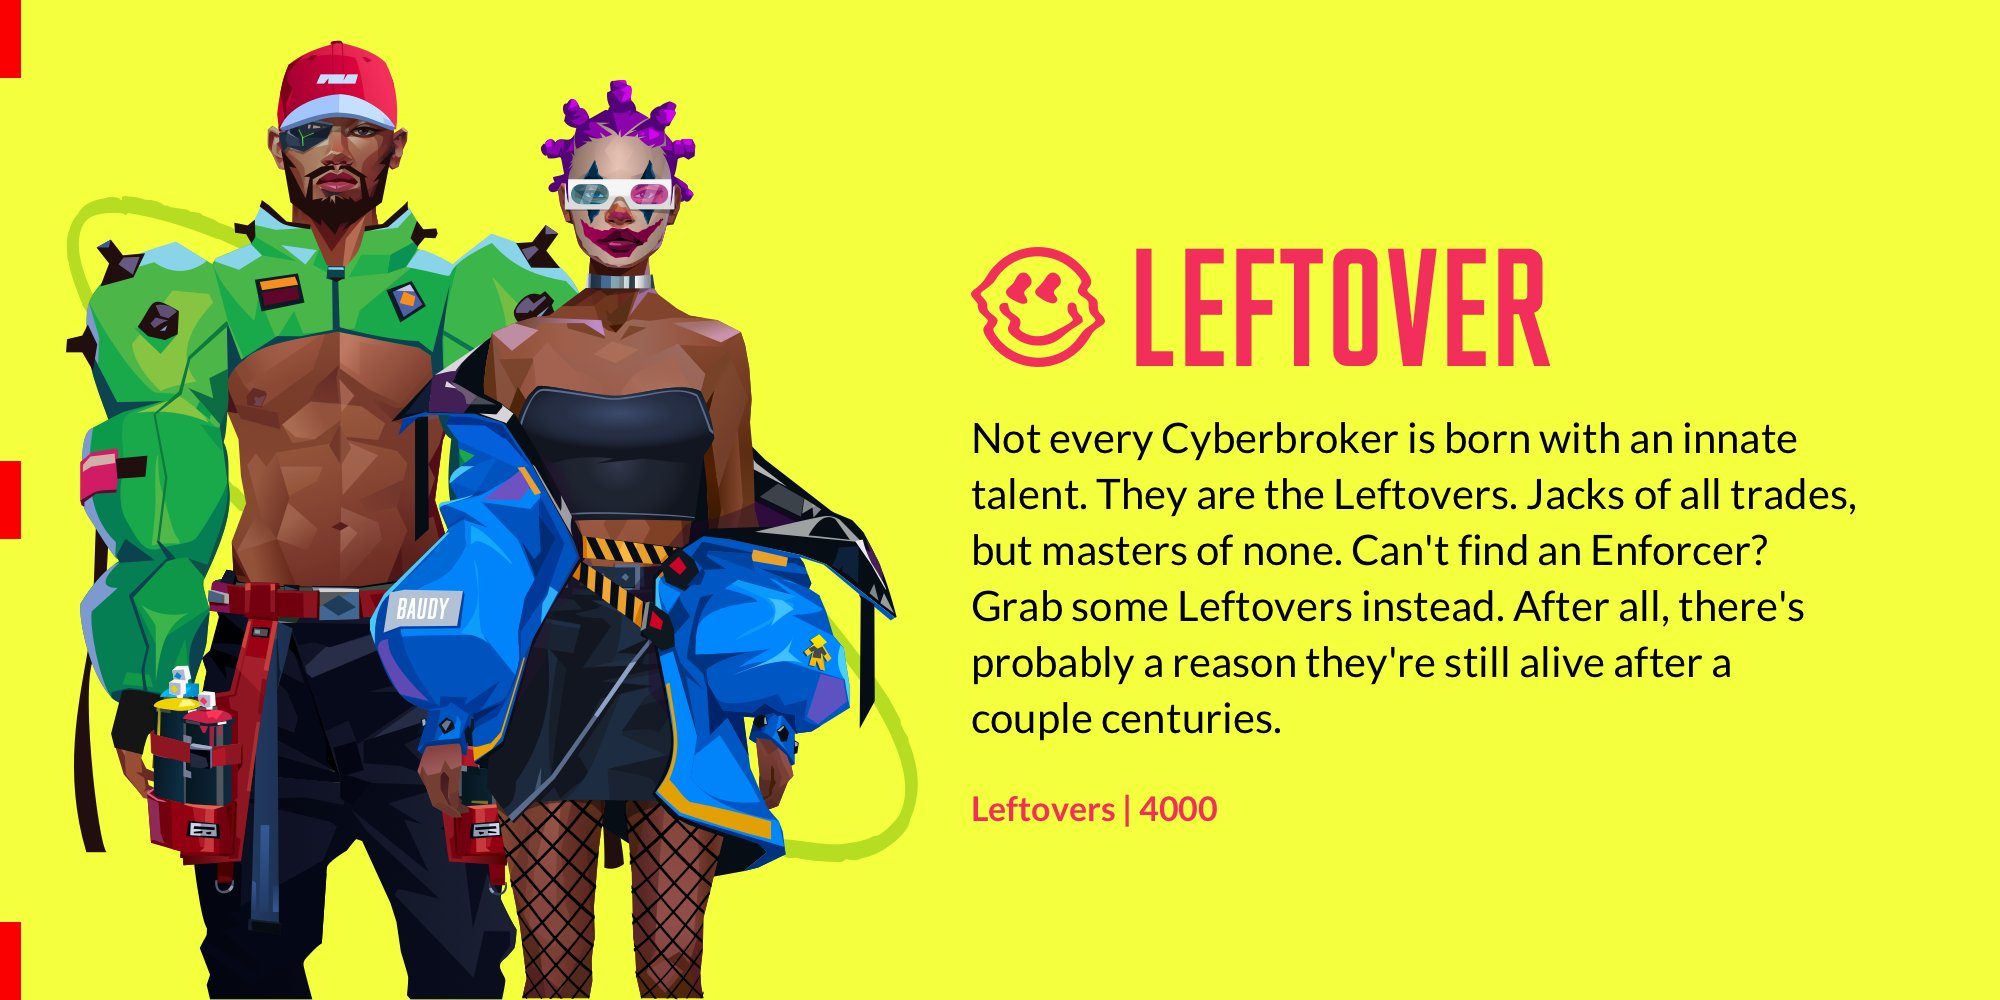 LEFTOVER
Not every Cyberbroker is born with an innate
talent. They are the Leftovers. Jacks of all trades,
but masters of none. Can't find an Enforcer?
Grab some Leftovers instead. After all, there's
probably a reason they're still alive after a
couple centuries.
Leftovers | 4000
BAUDY